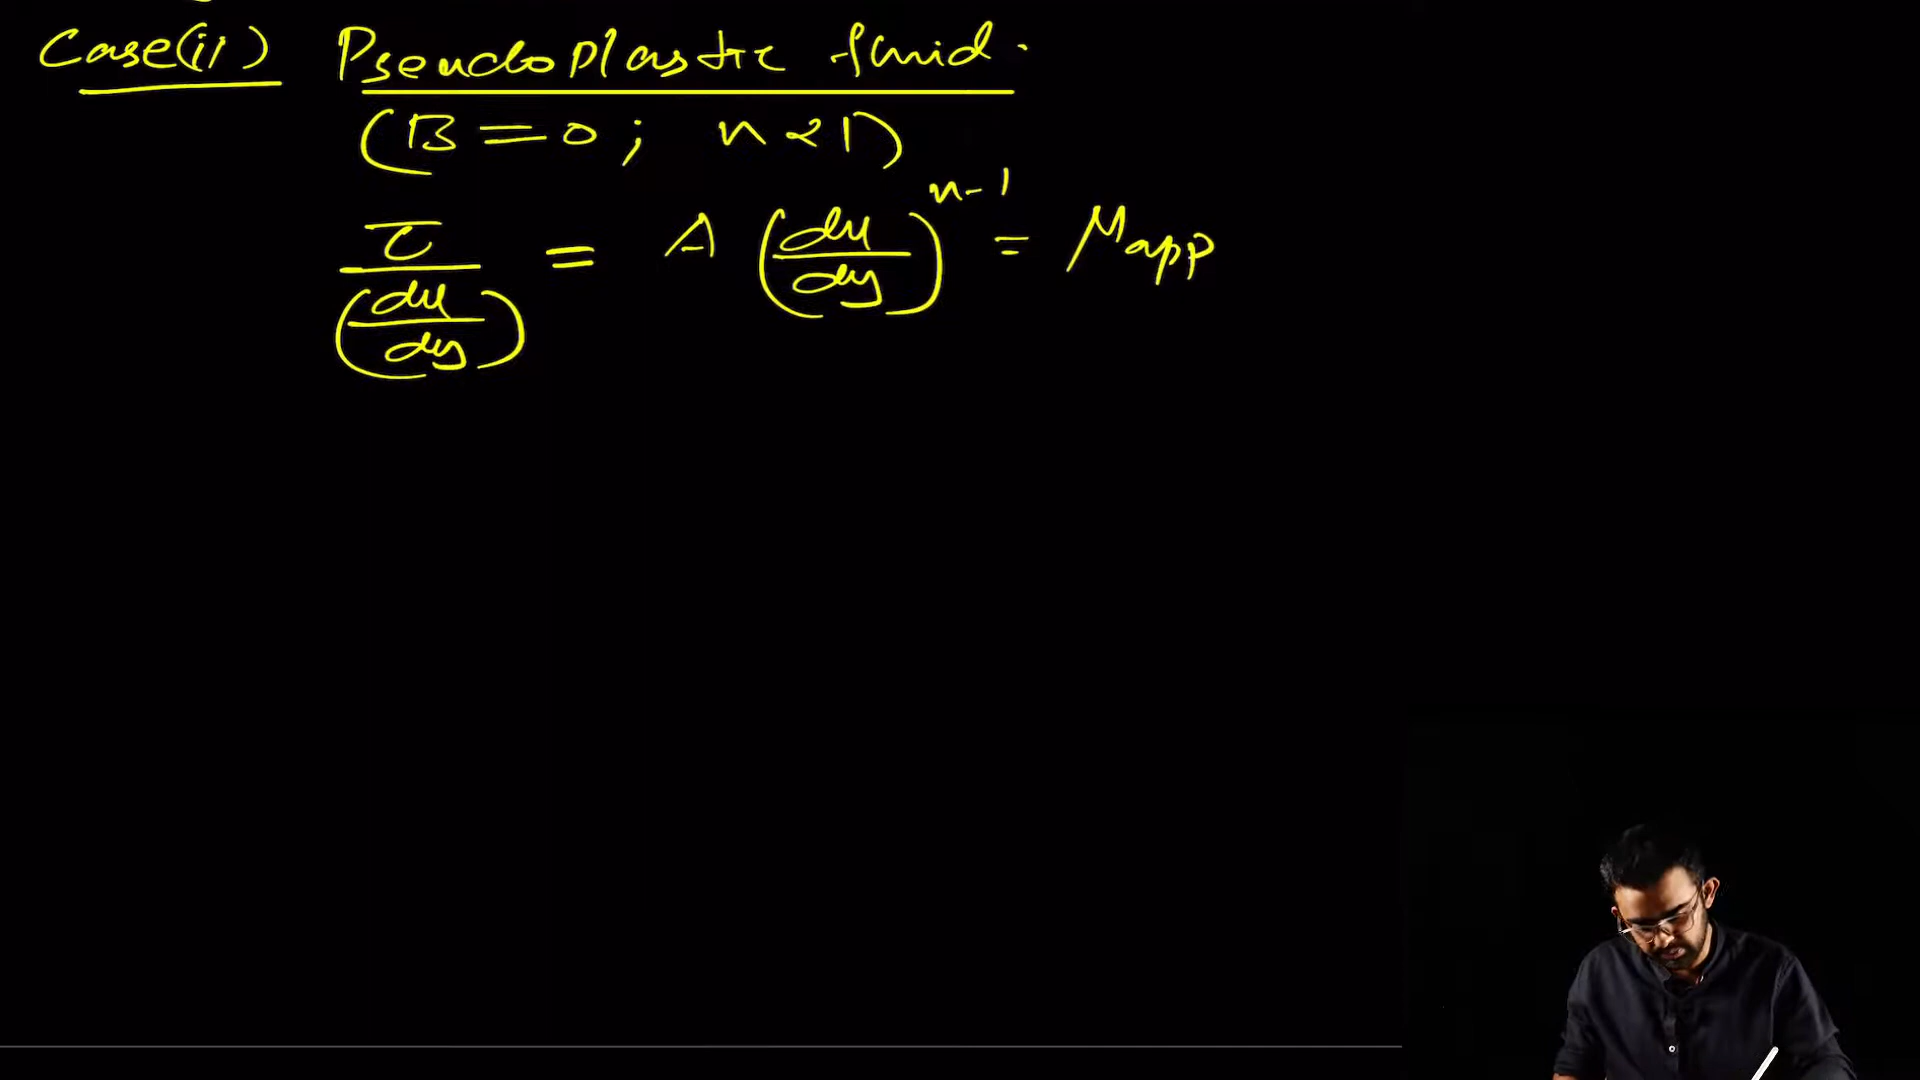 Case(ii) Pseudoplastic fluid.
(B = 0; n < 1)
τ/(du/dy) = A (du/dy)^n-1 = μapp